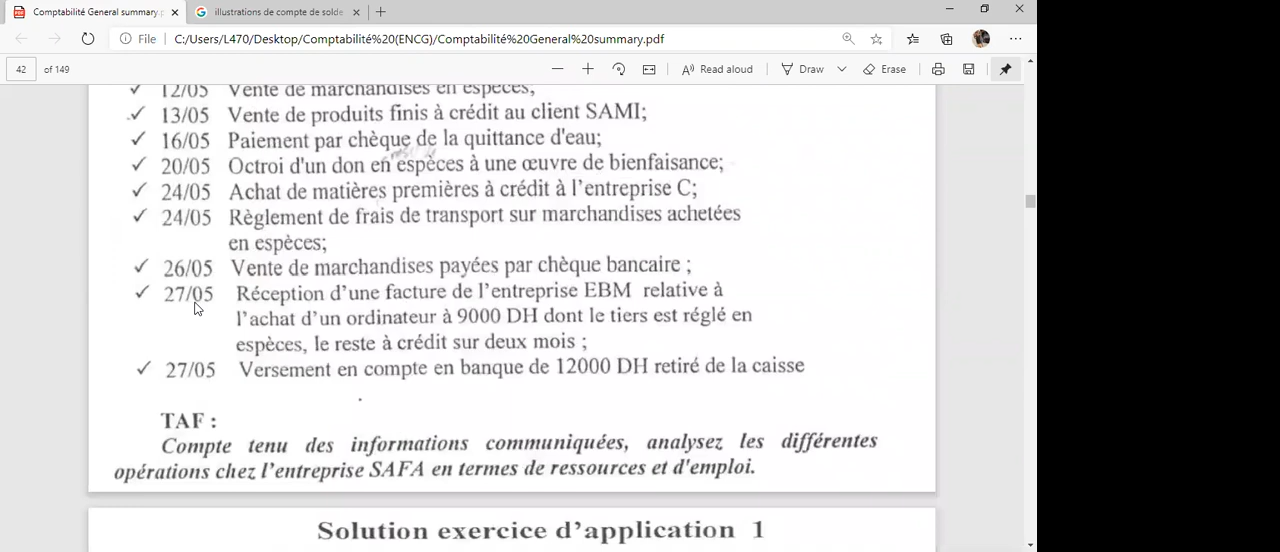 Comptabilité General summary.p
illustrations de compte de solde
File
C:/Users/L470/Desktop/Comptabilité%20(ENCG)/Comptabilité%20General%20summary.pdf
42 of 149
Read aloud
Draw
Erase
12/05 Vente de marchandises en espèces;
13/05 Vente de produits finis à crédit au client SAMI;
16/05 Paiement par chèque de la quittance d'eau;
20/05 Octroi d'un don en espèces à une œuvre de bienfaisance;
24/05 Achat de matières premières à crédit à l'entreprise C;
24/05 Règlement de frais de transport sur marchandises achetées
en espèces;
26/05 Vente de marchandises payées par chèque bancaire ;
27/05 Réception d'une facture de l'entreprise EBM relative à
l'achat d'un ordinateur à 9000 DH dont le tiers est réglé en
espèces, le reste à crédit sur deux mois ;
27/05 Versement en compte en banque de 12000 DH retiré de la caisse
TAF :
Compte tenu des informations communiquées, analysez les différentes
opérations chez l'entreprise SAFA en termes de ressources et d'emploi.
Solution exercice d'application 1